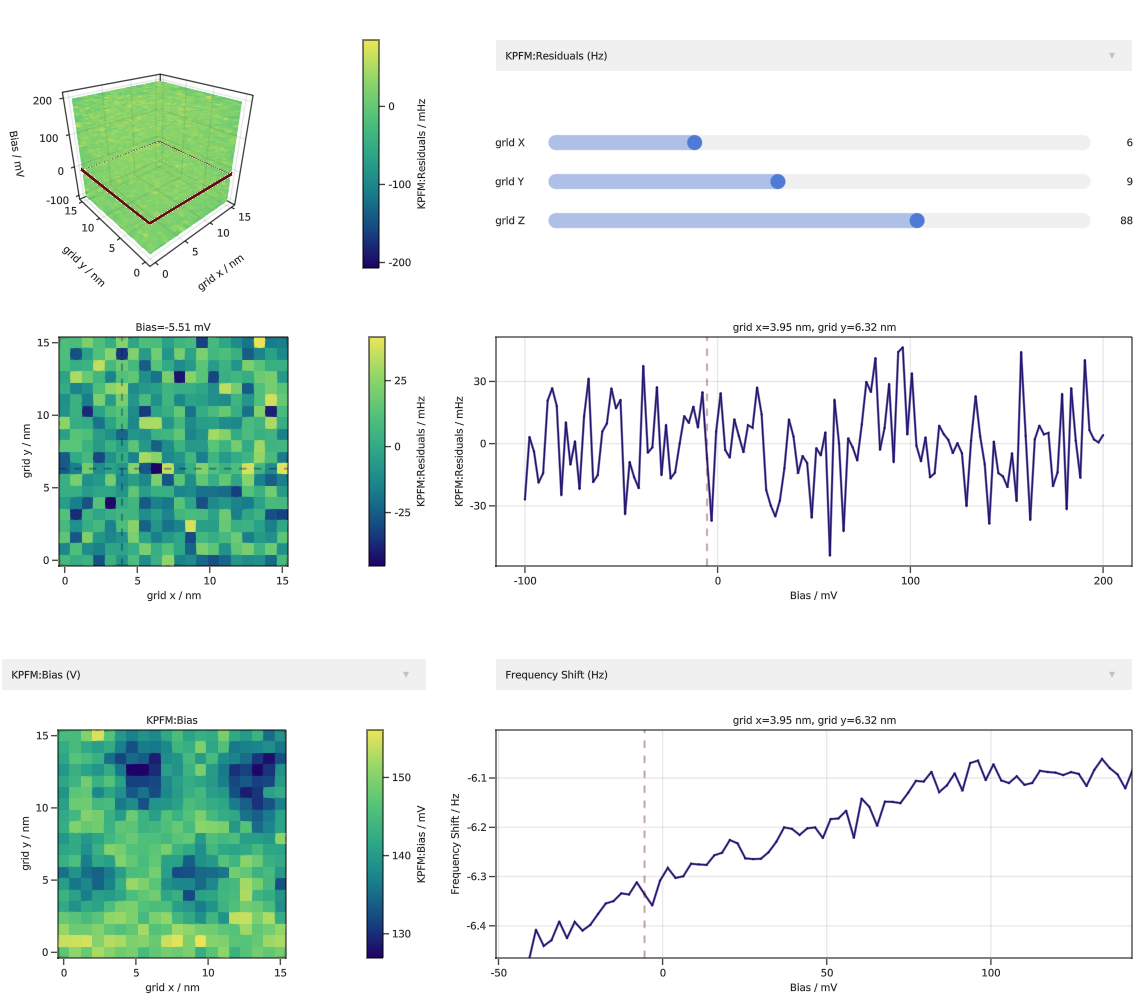 KPFM:Residuals (Hz)
grid X
6
grid Y
9
grid Z
88
200
100
0
-100
Bias / mV
15
10
5
0
grid y / nm
0
5
10
15
grid x / nm
0
-100
-200
KPFM:Residuals / mHz
Bias=-5.51 mV
15
10
5
0
grid y / nm
0
5
10
15
grid x / nm
25
0
-25
KPFM:Residuals / mHz
grid x=3.95 nm, grid y=6.32 nm
30
0
-30
KPFM:Residuals / mHz
-100
0
100
200
Bias / mV
KPFM:Bias (V)
Frequency Shift (Hz)
KPFM:Bias
15
10
5
0
grid y / nm
0
5
10
15
grid x / nm
150
140
130
KPFM:Bias / mV
grid x=3.95 nm, grid y=6.32 nm
-6.1
-6.2
-6.3
-6.4
Frequency Shift / Hz
-50
0
50
100
Bias / mV